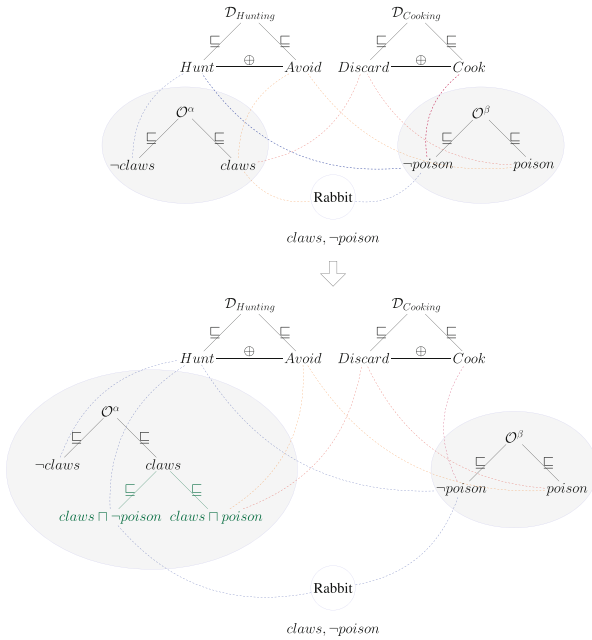 𝒟_Hunting 𝒟_Cooking
⊑ ⊑ ⊑ ⊑
Hunt ⊕ Avoid Discard ⊕ Cook
𝒪^α 𝒪^β
⊑ ⊑ ⊑ ⊑
¬claws claws ¬poison poison
Rabbit
claws, ¬poison
𝒟_Hunting 𝒟_Cooking
⊑ ⊑ ⊑ ⊑
Hunt ⊕ Avoid Discard ⊕ Cook
𝒪^α
⊑ ⊑
𝒪^β
¬claws claws
⊑ ⊑
⊑ ⊑
¬poison poison
claws ⊓ ¬poison claws ⊓ poison
Rabbit
claws, ¬poison